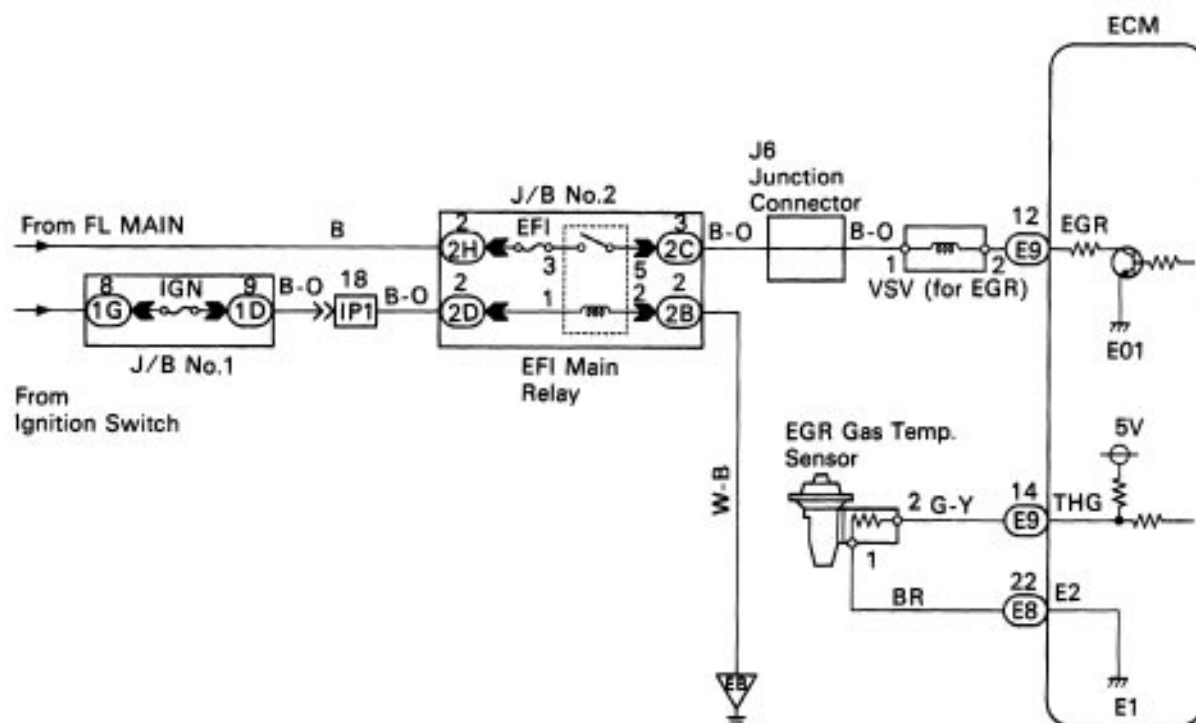 ECM
J6
Junction
Connector
J/B No.2
From FL MAIN
B
2
EFI
3
2H
3
5
2C
B-O
B-O
1
2
VSV (for EGR)
12
E9
EGR
E01
8
IGN
9
1G
1D
B-O
18
IP1
B-O
2
1
2
2
2D
2B
J/B No.1
EFI Main
Relay
From
Ignition Switch
W-B
EB
EGR Gas Temp.
Sensor
5V
2
G-Y
14
E9
THG
1
BR
22
E8
E2
E1